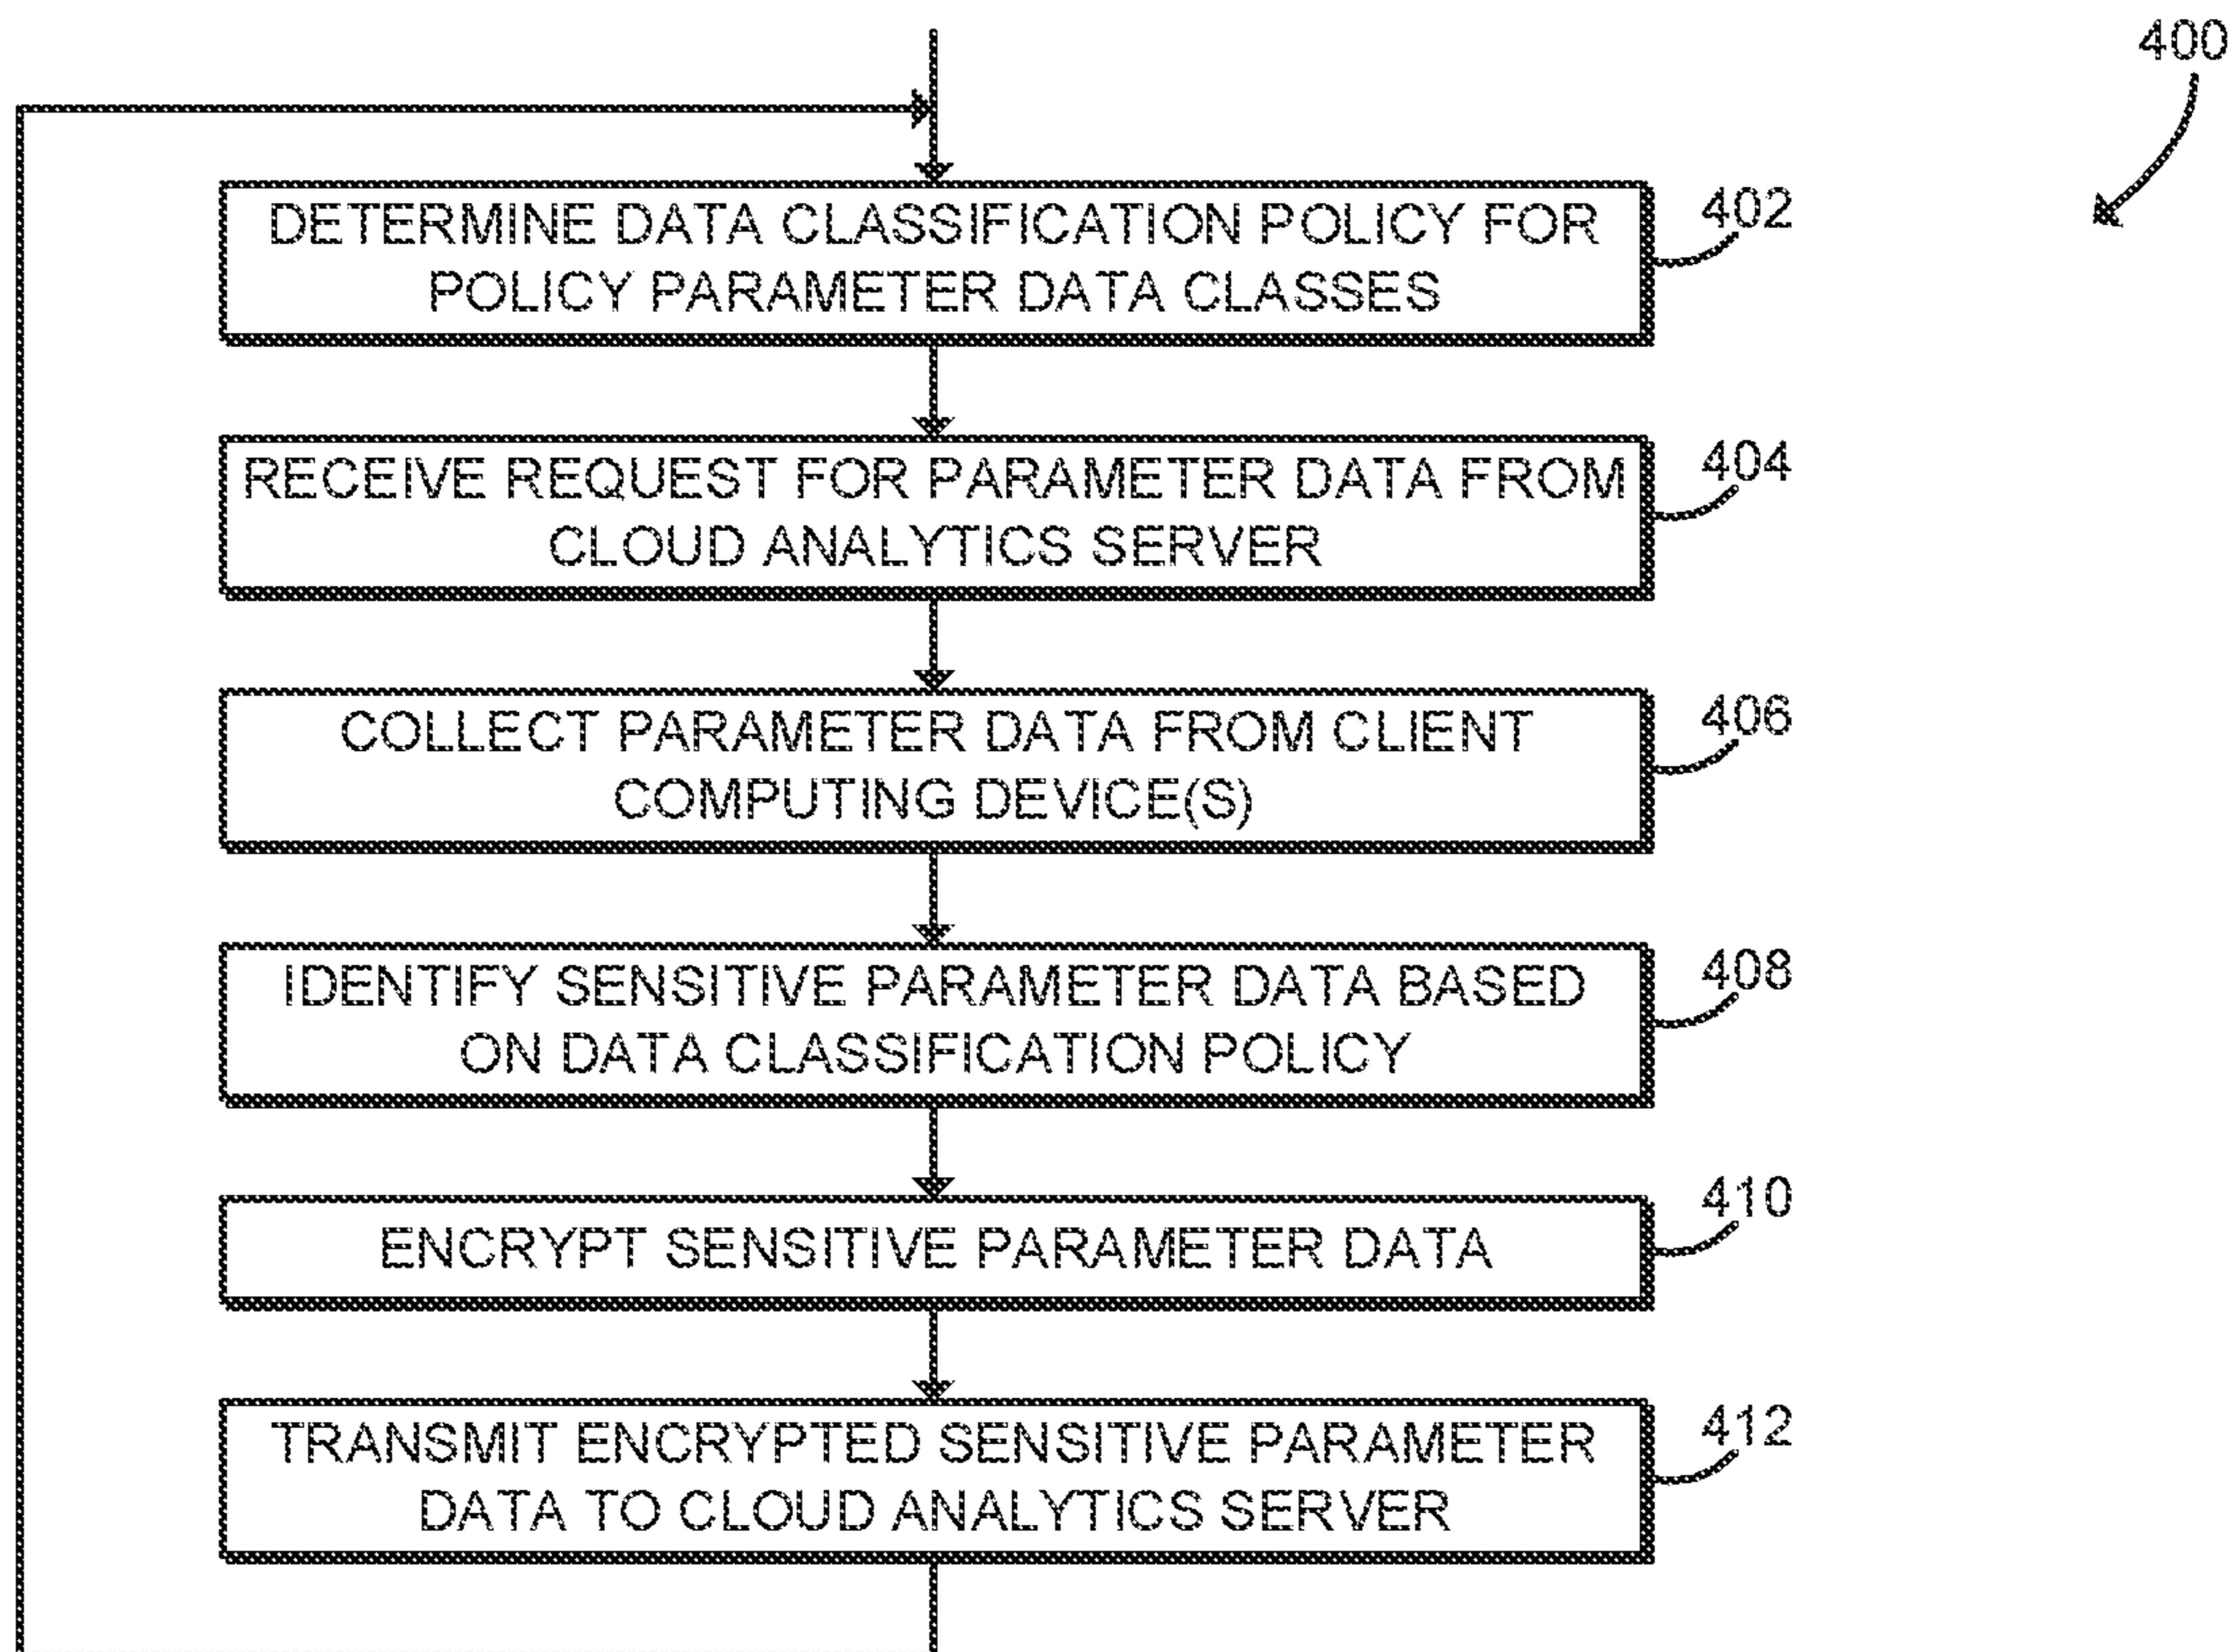 400
DETERMINE DATA CLASSIFICATION POLICY FOR
POLICY PARAMETER DATA CLASSES
402
RECEIVE REQUEST FOR PARAMETER DATA FROM
CLOUD ANALYTICS SERVER
404
COLLECT PARAMETER DATA FROM CLIENT
COMPUTING DEVICE(S)
406
IDENTIFY SENSITIVE PARAMETER DATA BASED
ON DATA CLASSIFICATION POLICY
408
ENCRYPT SENSITIVE PARAMETER DATA
410
TRANSMIT ENCRYPTED SENSITIVE PARAMETER
DATA TO CLOUD ANALYTICS SERVER
412